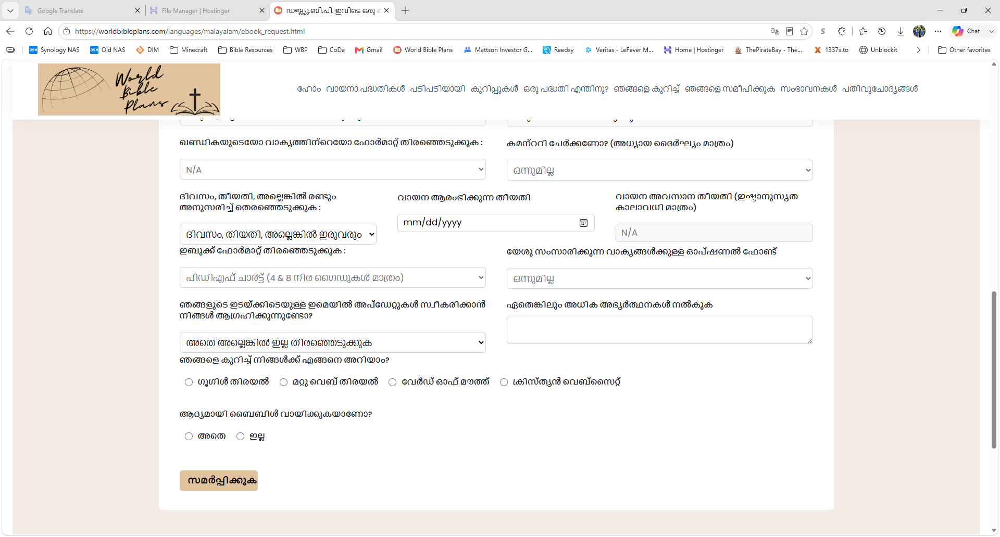 Google Translate
File Manager | Hostinger
ഡബ്ല്യു.ബി.പി. ഇവിടെ ഒരു
https://worldbibleplans.com/languages/malayalam/ebook_request.html
Chat
Synology NAS
Old NAS
DIM
Minecraft
Bible Resources
WBP
CoDa
Gmail
World Bible Plans
Mattson Investor G...
Reedsy
Veritas - LeFever M...
Home | Hostinger
ThePirateBay - The...
1337x.to
Unblockit
Other favorites
World
Bible
Plans
ഹോം വായനാ പദ്ധതികൾ പടിപടിയായി കുറിപ്പുകൾ ഒരു പദ്ധതി എന്തിനു? ഞങ്ങളെ കുറിച്ച് ഞങ്ങളെ സമീപിക്കുക സംഭാവനകൾ പതിവുചോദ്യങ്ങൾ
ഖണ്ഡികയുടെയോ വാക്യത്തിന്റെയോ ഫോർമാറ്റ് തിരഞ്ഞെടുക്കുക :
കമന്ററി ചേർക്കണോ? (അധ്യായ ദൈർഘ്യം മാത്രം)
N/A
ഒന്നുമില്ല
ദിവസം, തീയതി, അല്ലെങ്കിൽ രണ്ടും
അനുസരിച്ച് തെരഞ്ഞെടുക്കുക :
വായന ആരംഭിക്കുന്ന തീയതി
വായന അവസാന തീയതി (ഇഷ്ടാനുസൃത
കാലാവധി മാത്രം)
ദിവസം, തിയതി, അല്ലെങ്കിൽ ഇരുവരും
mm/dd/yyyy
N/A
ഇബുക്ക് ഫോർമാറ്റ് തിരഞ്ഞെടുക്കുക :
യേശു സംസാരിക്കുന്ന വാക്യങ്ങൾക്കുള്ള ഓപ്ഷണൽ ഫോണ്ട്
പിഡിഎഫ് ചാർട്ട് (4 & 8 നിര ഗൈഡുകൾ മാത്രം)
ഒന്നുമില്ല
ഞങ്ങളുടെ ഇടയ്ക്കിടെയുള്ള ഇമെയിൽ അപ്ഡേറ്റുകൾ സ്വീകരിക്കാൻ
നിങ്ങൾ ആഗ്രഹിക്കുന്നുണ്ടോ?
ഏതെങ്കിലും അധിക അഭ്യർത്ഥനകൾ നൽകുക
അതെ അല്ലെങ്കിൽ ഇല്ല തിരഞ്ഞെടുക്കുക
ഞങ്ങളെ കുറിച്ച് നിങ്ങൾക്ക് എങ്ങനെ അറിയാം?
ഗൂഗിൾ തിരയൽ
മറ്റു വെബ് തിരയൽ
വേർഡ് ഓഫ് മൗത്ത്
ക്രിസ്ത്യൻ വെബ്സൈറ്റ്
ആദ്യമായി ബൈബിൾ വായിക്കുകയാണോ?
അതെ
ഇല്ല
സമർപ്പിക്കുക